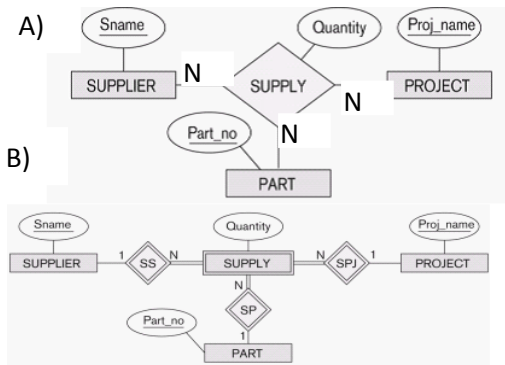 A)
Sname
Quantity
Proj_name
SUPPLIER
N
SUPPLY
N
PROJECT
Part_no
N
PART
B)
Sname
Quantity
Proj_name
SUPPLIER
1
SS
N
SUPPLY
N
SPJ
1
PROJECT
N
SP
Part_no
1
PART